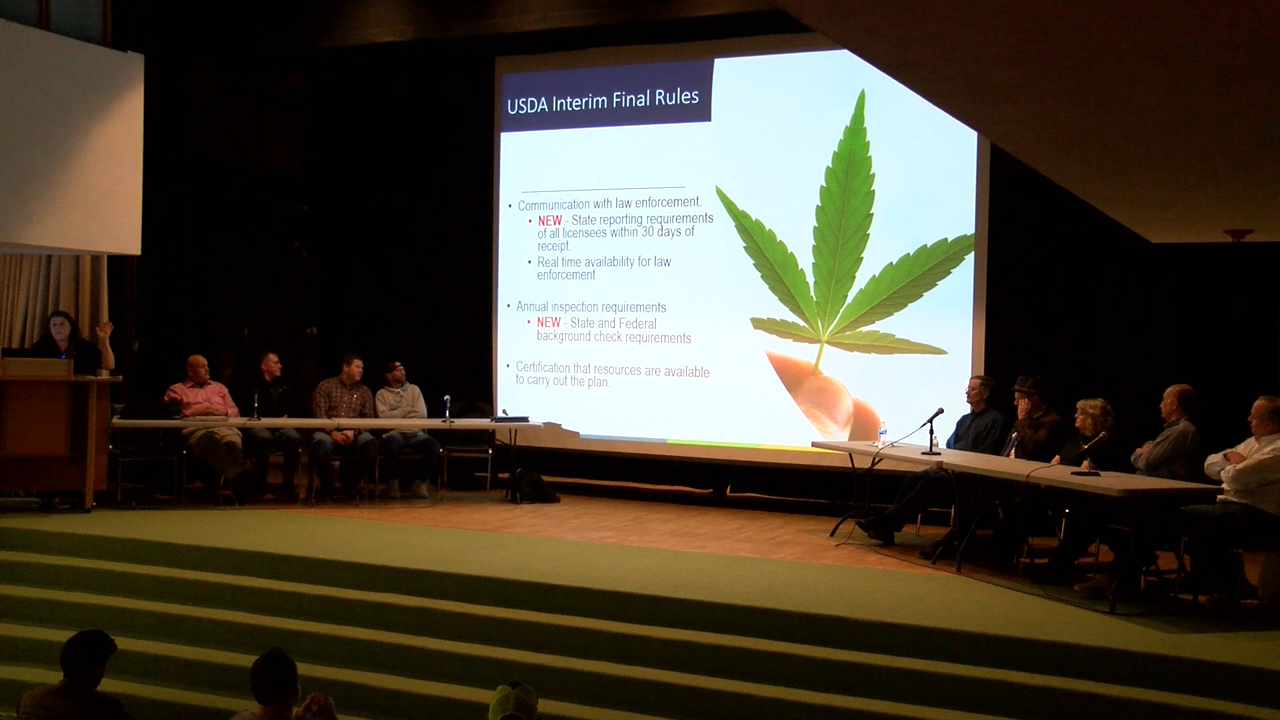 USDA Interim Final Rules
• Communication with law enforcement.
• NEW - State reporting requirements
of all licensees within 30 days of
receipt.
• Real time availability for law
enforcement
• Annual inspection requirements
• NEW - State and Federal
background check requirements
• Certification that resources are available
to carry out the plan.